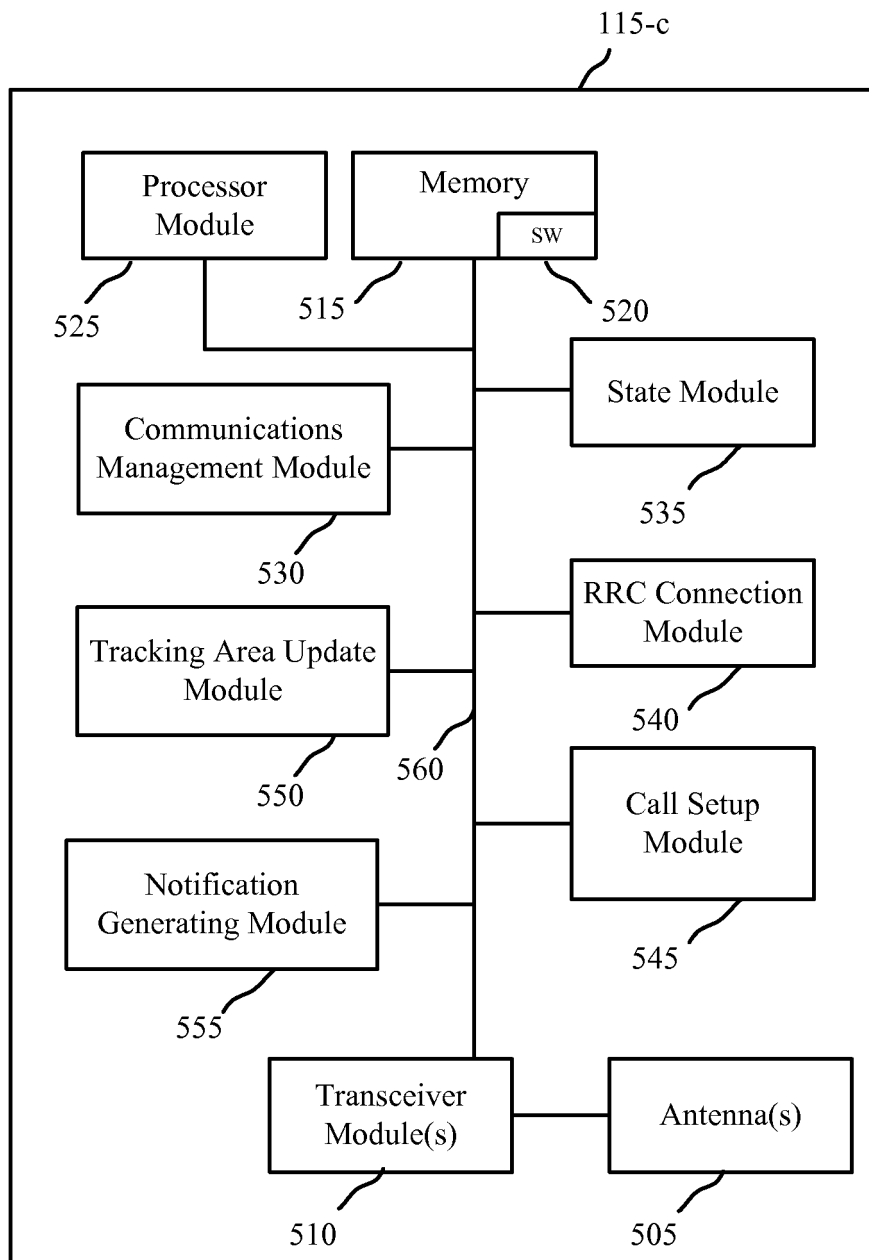 115-c
Processor
Module
Memory
SW
525
515
520
State Module
Communications
Management Module
535
530
RRC Connection
Module
Tracking Area Update
Module
540
560
550
Call Setup
Module
Notification
Generating Module
545
555
Transceiver
Module(s)
Antenna(s)
510
505